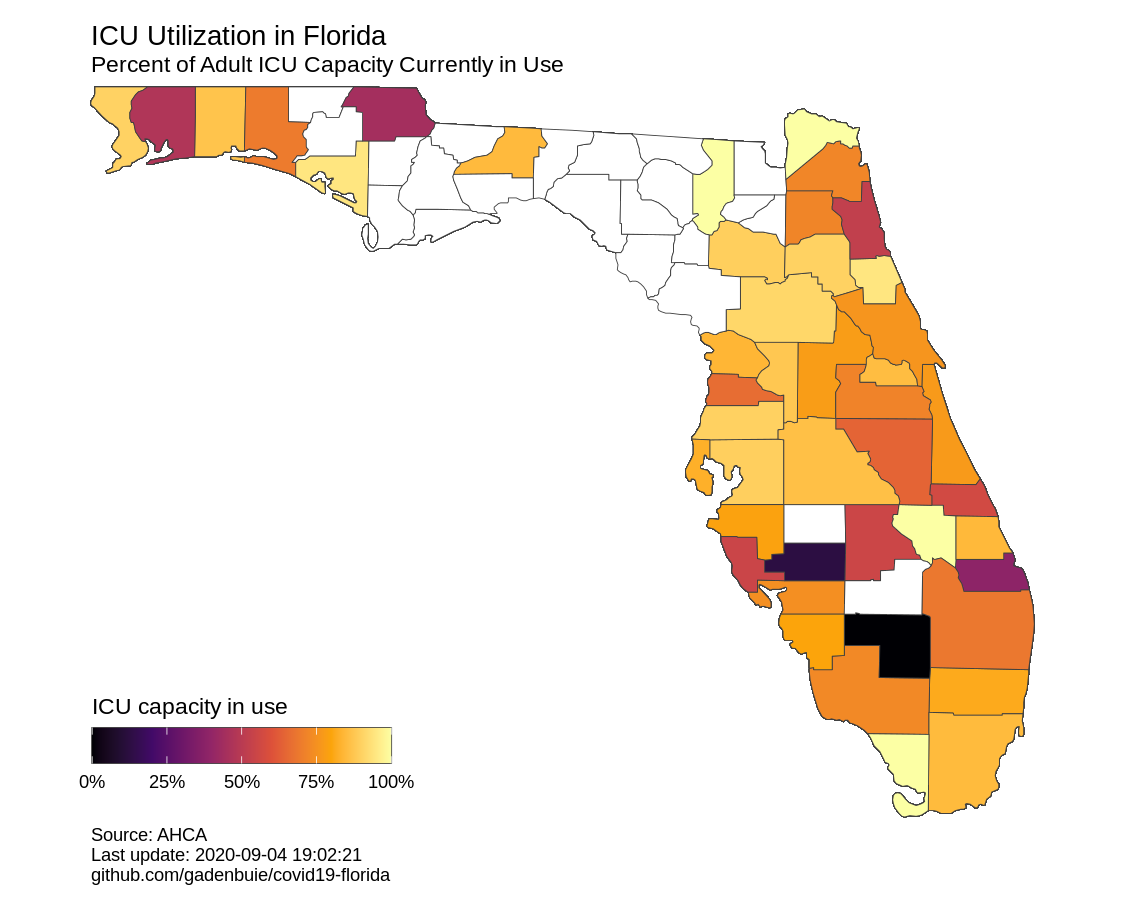 ICU Utilization in Florida
Percent of Adult ICU Capacity Currently in Use
ICU capacity in use
0% 25% 50% 75% 100%
Source: AHCA
Last update: 2020-09-04 19:02:21
github.com/gadenbuie/covid19-florida